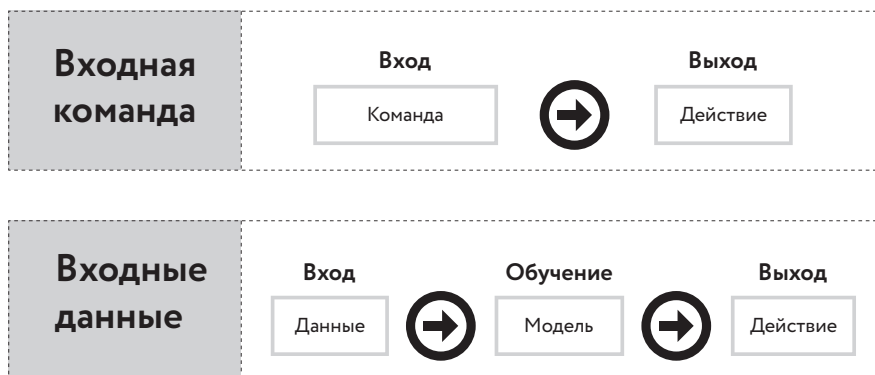 Входная
команда
Вход
Выход
Команда
Действие
Входные
данные
Вход
Обучение
Выход
Данные
Модель
Действие